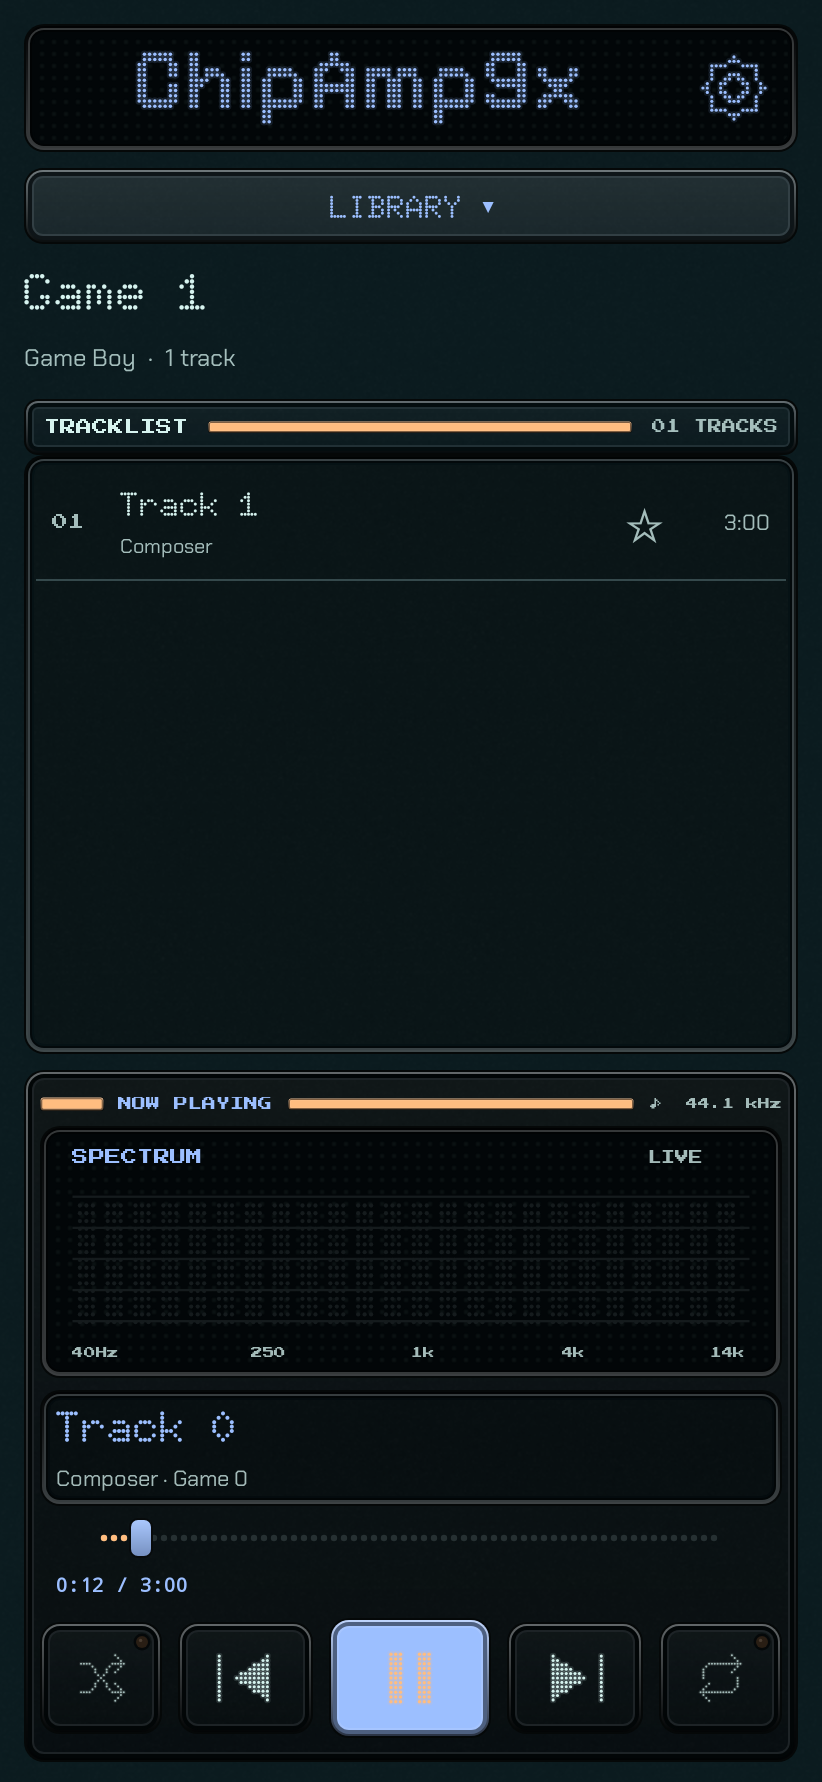 ChipAmp9x
LIBRARY ▼
Game 1
Game Boy · 1 track
TRACKLIST 01 TRACKS
01 Track 1 ☆ 3:00
Composer
NOW PLAYING ♪ 44.1 kHz
SPECTRUM LIVE
40Hz 250 1k 4k 14k
Track 0
Composer · Game 0
0:12 / 3:00